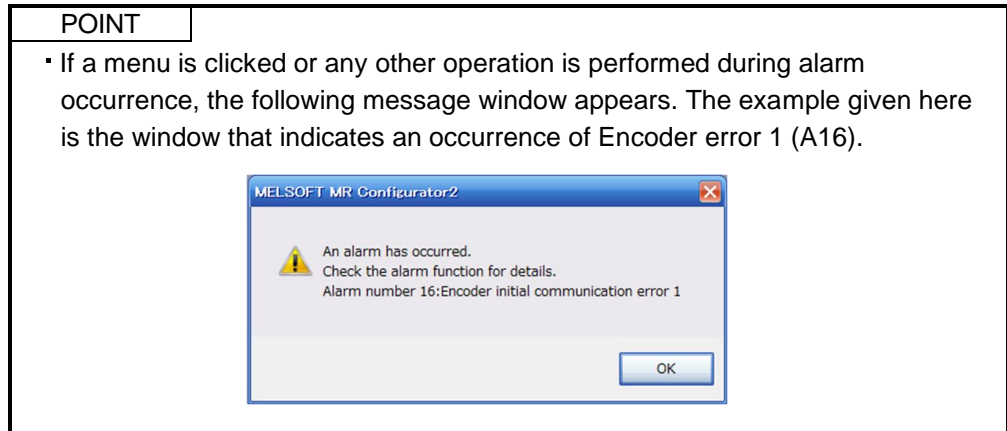 POINT
▪ If a menu is clicked or any other operation is performed during alarm
occurrence, the following message window appears. The example given here
is the window that indicates an occurrence of Encoder error 1 (A16).
MELSOFT MR Configurator2
An alarm has occurred.
Check the alarm function for details.
Alarm number 16:Encoder initial communication error 1
OK